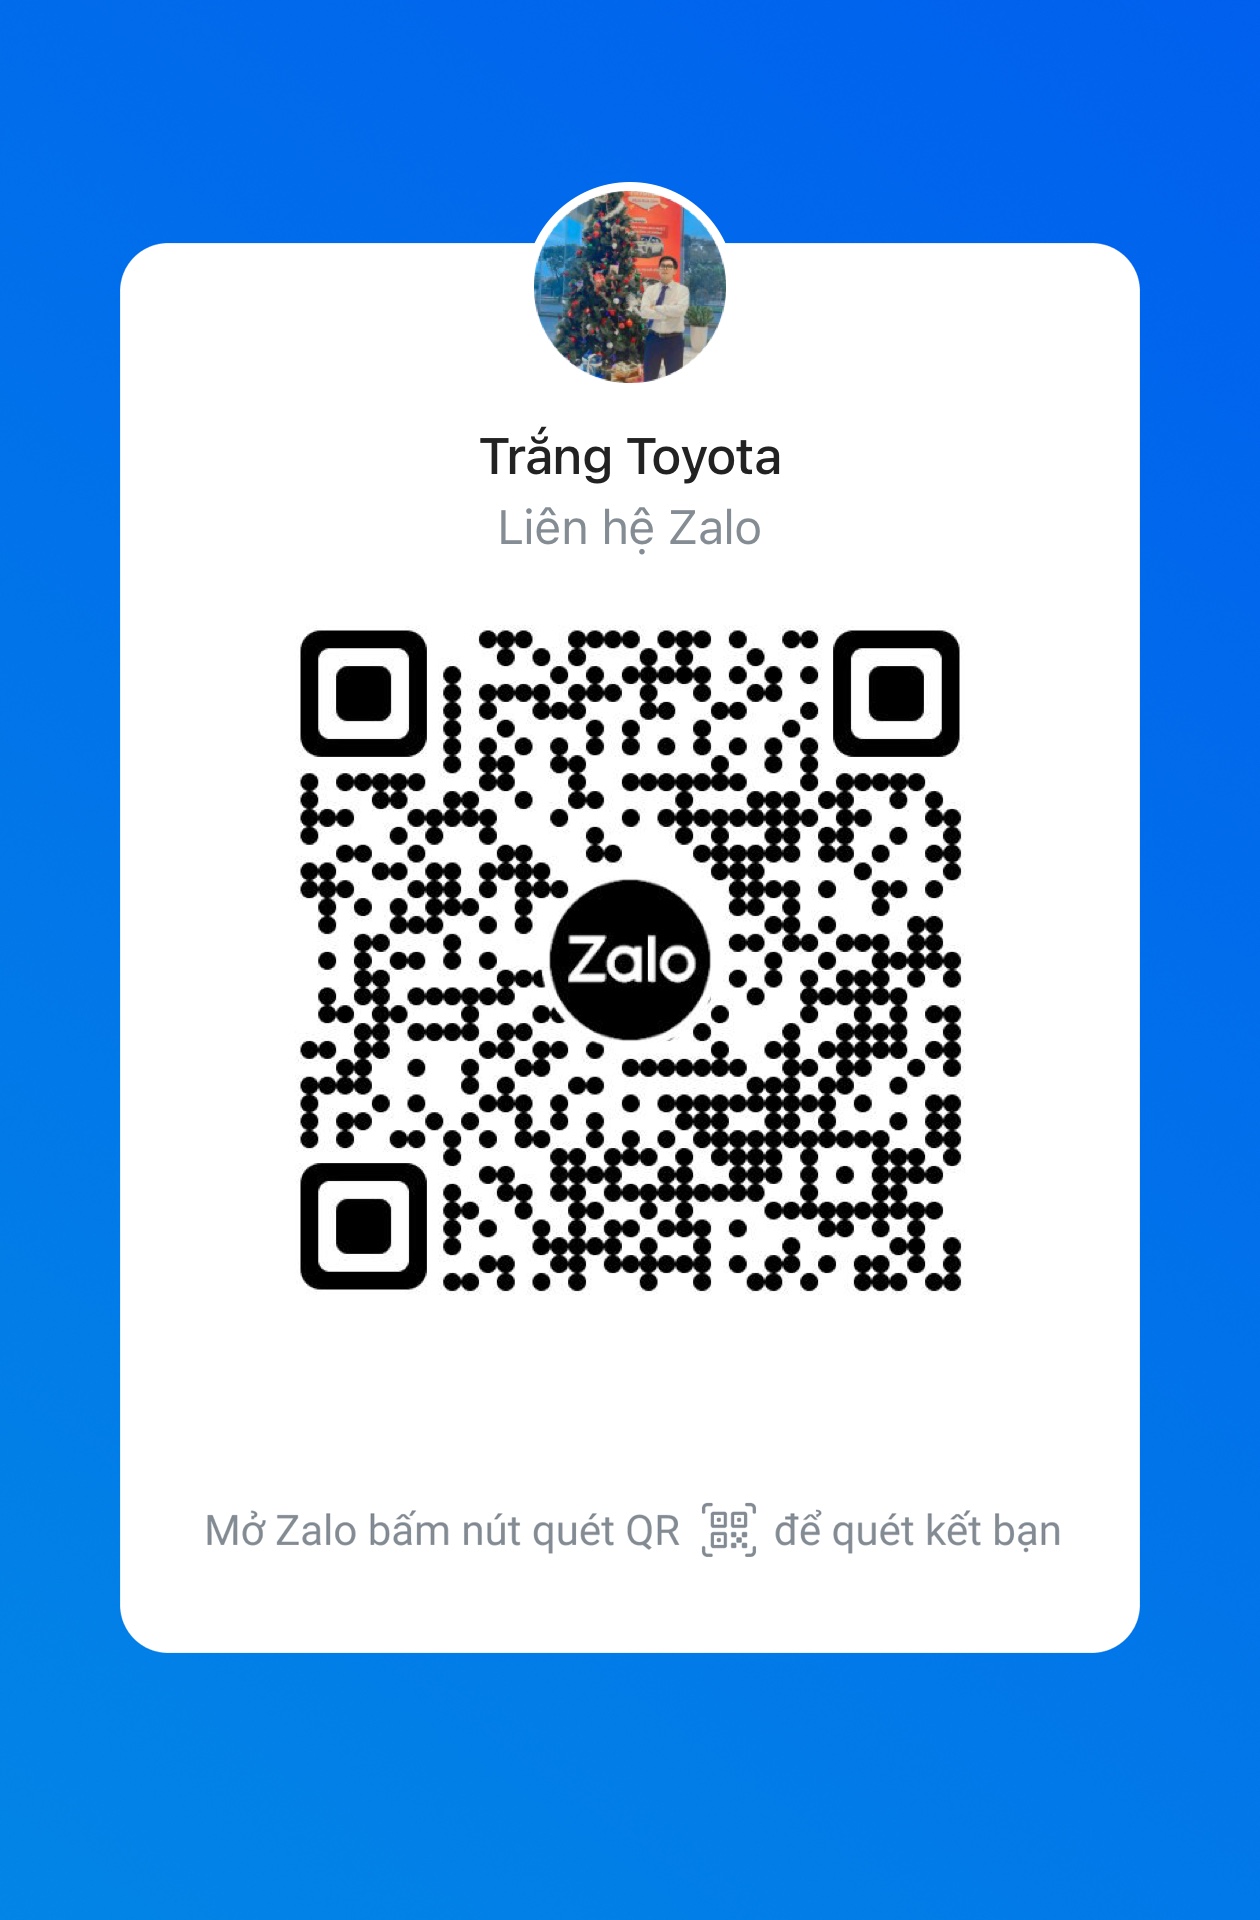 Trắng Toyota
Liên hệ Zalo
Zalo
Mở Zalo bấm nút quét QR để quét kết bạn